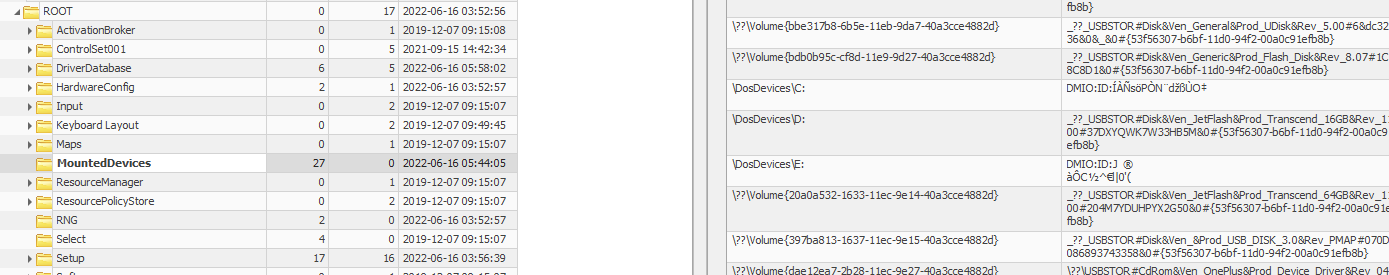 ROOT 0 17 2022-06-16 03:52:56
ActivationBroker 0 1 2019-12-07 09:15:08
ControlSet001 0 5 2021-09-15 14:42:34
DriverDatabase 6 5 2022-06-16 05:58:02
HardwareConfig 2 1 2022-06-16 03:52:57
Input 0 2 2019-12-07 09:15:07
Keyboard Layout 0 2 2019-12-07 09:49:45
Maps 0 1 2019-12-07 09:15:07
MountedDevices 27 0 2022-06-16 05:44:05
ResourceManager 0 1 2019-12-07 09:15:07
ResourcePolicyStore 0 2 2019-12-07 09:15:07
RNG 2 0 2022-06-16 03:52:57
Select 4 0 2019-12-07 09:15:07
Setup 17 16 2022-06-16 03:56:39
fb8b}
\??\Volume{bbe317b8-6b5e-11eb-9da7-40a3cce4882d}
_??_USBSTOR#Disk&Ven_General&Prod_UDisk&Rev_5.00#6&dc32
36&0&_&0#{53f56307-b6bf-11d0-94f2-00a0c91efb8b}
\??\Volume{bdb0b95c-cf8d-11e9-9d27-40a3cce4882d}
_??_USBSTOR#Disk&Ven_Generic&Prod_Flash_Disk&Rev_8.07#1C
8C8D1&0#{53f56307-b6bf-11d0-94f2-00a0c91efb8b}
\DosDevices\C:
DMIO:ID:ÍÀÑsöPÒN¨džßÙO‡
\DosDevices\D:
_??_USBSTOR#Disk&Ven_JetFlash&Prod_Transcend_16GB&Rev_11
00#37DXYQWK7W33HB5M&0#{53f56307-b6bf-11d0-94f2-00a0c91e
fb8b}
\DosDevices\E:
DMIO:ID:J ®
àÔC½^€l|0'(
\??\Volume{20a0a532-1633-11ec-9e14-40a3cce4882d}
_??_USBSTOR#Disk&Ven_JetFlash&Prod_Transcend_64GB&Rev_11
00#204M7YDUHPYX2G50&0#{53f56307-b6bf-11d0-94f2-00a0c91e
fb8b}
\??\Volume{397ba813-1637-11ec-9e15-40a3cce4882d}
_??_USBSTOR#Disk&Ven_&Prod_USB_DISK_3.0&Rev_PMAP#070D
086893743358&0#{53f56307-b6bf-11d0-94f2-00a0c91efb8b}
\??\Volume{dae12ea7-2b28-11ec-9e27-40a3cce4882d}
\??\USBSTOR#CdRom&Ven_OnePlus&Prod_Device_Driver&Rev_04